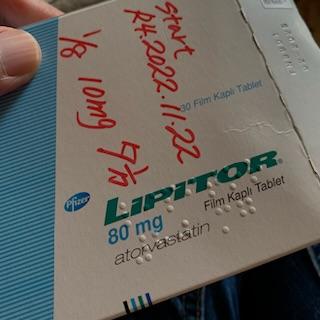 start
R4.2022.11.22
1/8 10mg
30 Film Kaplı Tablet
Pfizer
LIPITOR®
80 mg Film Kaplı Tablet
atorvastatin